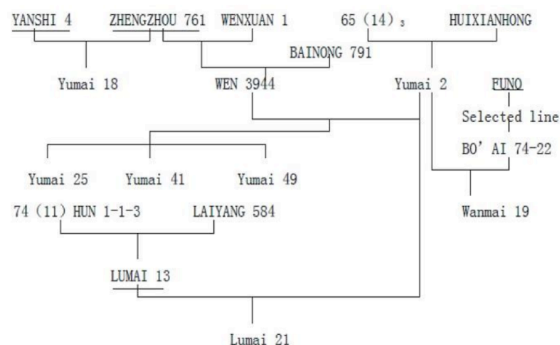 YANSHI 4 ZHENGZHOU 761 WENXUAN 1 65 (14) 3 HUIXIANHONG
BAINONG 791
Yumai 18 WEN 3944 Yumai 2 FUNO
Selected line
BO' AI 74-22
Yumai 25 Yumai 41 Yumai 49
Wanmai 19
74 (11) HUN 1-1-3 LAIYANG 584
LUMAI 13
Lumai 21